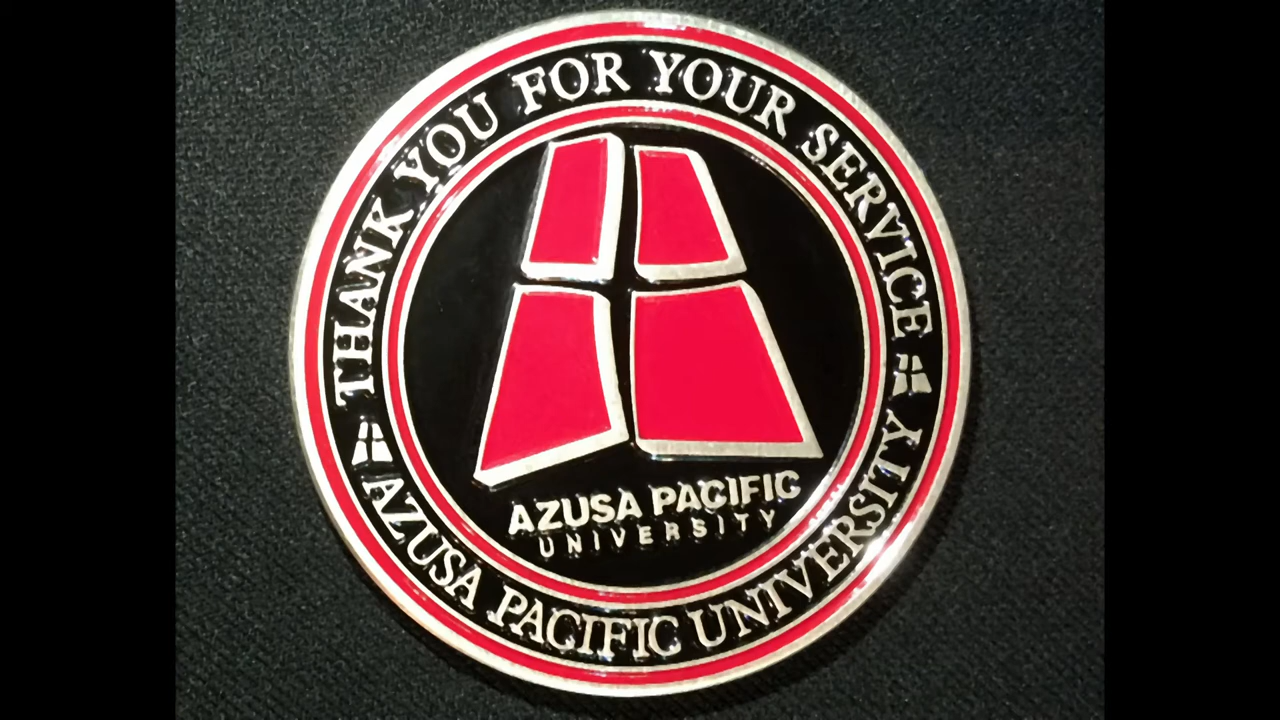 THANK YOU FOR YOUR SERVICE
AZUSA PACIFIC
UNIVERSITY
AZUSA PACIFIC UNIVERSITY